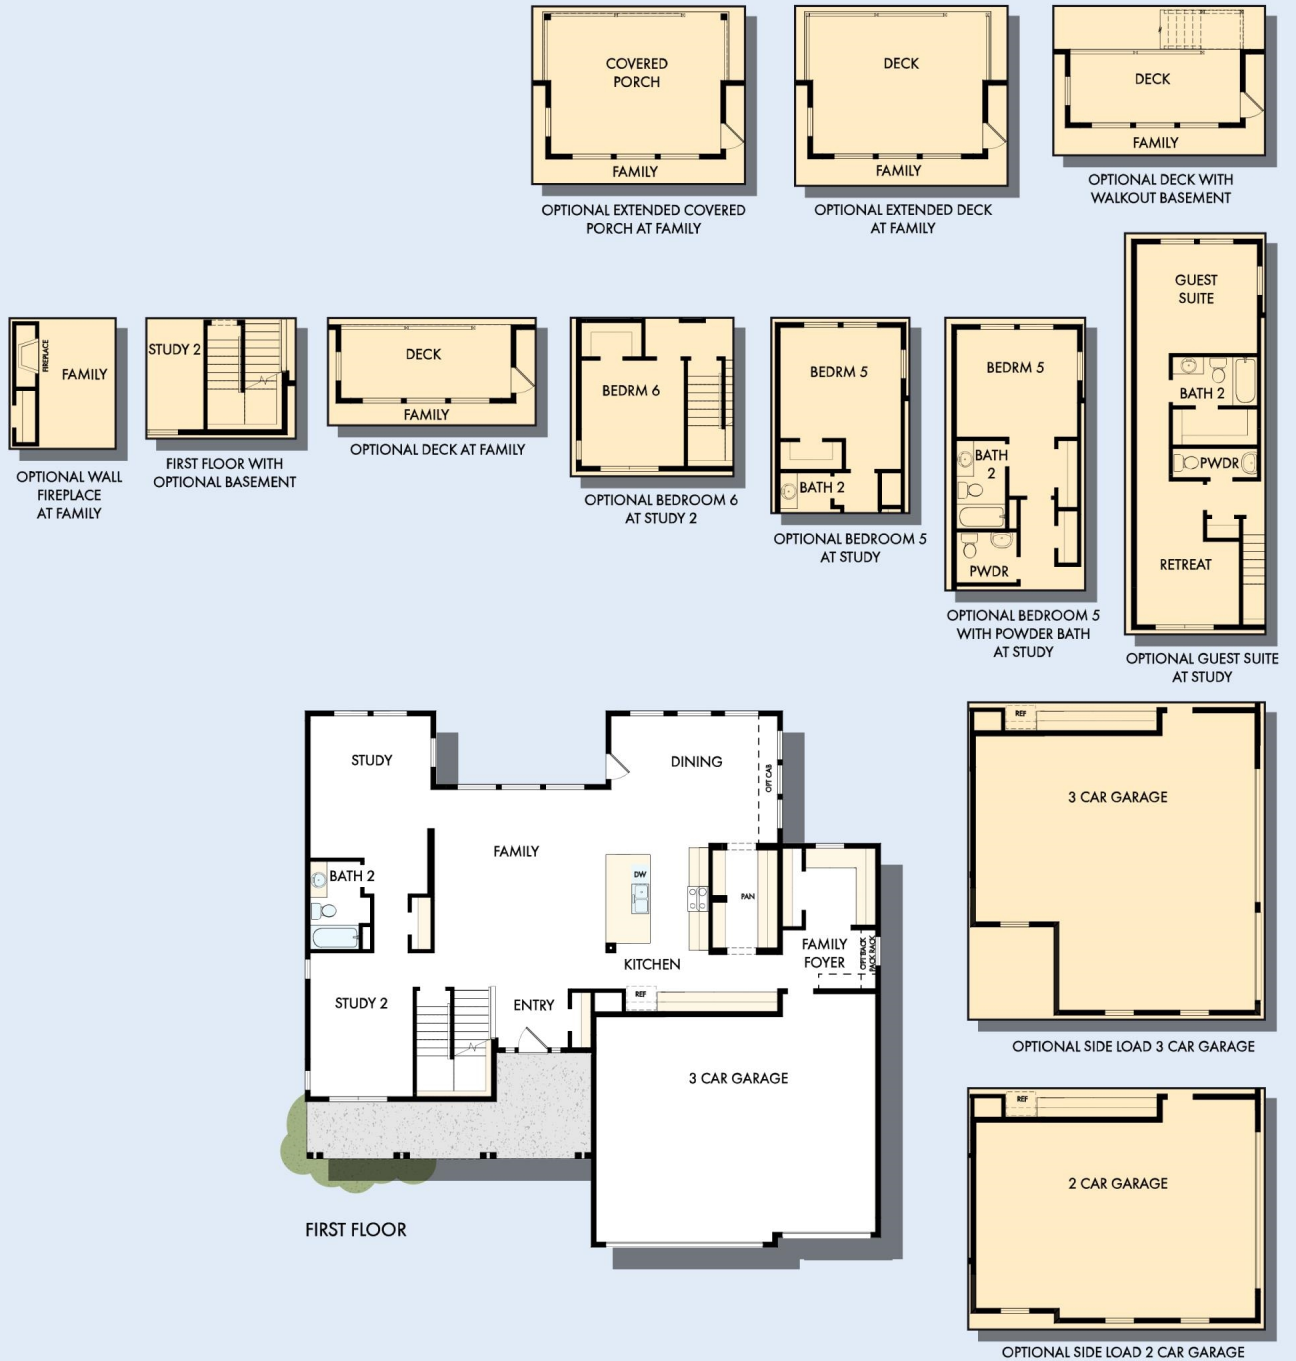 COVERED
PORCH
FAMILY
OPTIONAL EXTENDED COVERED
PORCH AT FAMILY
DECK
FAMILY
OPTIONAL EXTENDED DECK
AT FAMILY
DECK
FAMILY
OPTIONAL DECK WITH
WALKOUT BASEMENT
FIREPLACE
FAMILY
OPTIONAL WALL
FIREPLACE
AT FAMILY
STUDY 2
FIRST FLOOR WITH
OPTIONAL BASEMENT
DECK
FAMILY
OPTIONAL DECK AT FAMILY
BEDRM 6
OPTIONAL BEDROOM 6
AT STUDY 2
BEDRM 5
BATH 2
OPTIONAL BEDROOM 5
AT STUDY
BEDRM 5
BATH
2
PWDR
OPTIONAL BEDROOM 5
WITH POWDER BATH
AT STUDY
GUEST
SUITE
BATH 2
PWDR
RETREAT
OPTIONAL GUEST SUITE
AT STUDY
STUDY
DINING
OPT CAB
FAMILY
BATH 2
DW
PAN
FAMILY
FOYER
OPT BACK
PACK RACK
KITCHEN
REF
STUDY 2
ENTRY
3 CAR GARAGE
FIRST FLOOR
REF
3 CAR GARAGE
OPTIONAL SIDE LOAD 3 CAR GARAGE
REF
2 CAR GARAGE
OPTIONAL SIDE LOAD 2 CAR GARAGE